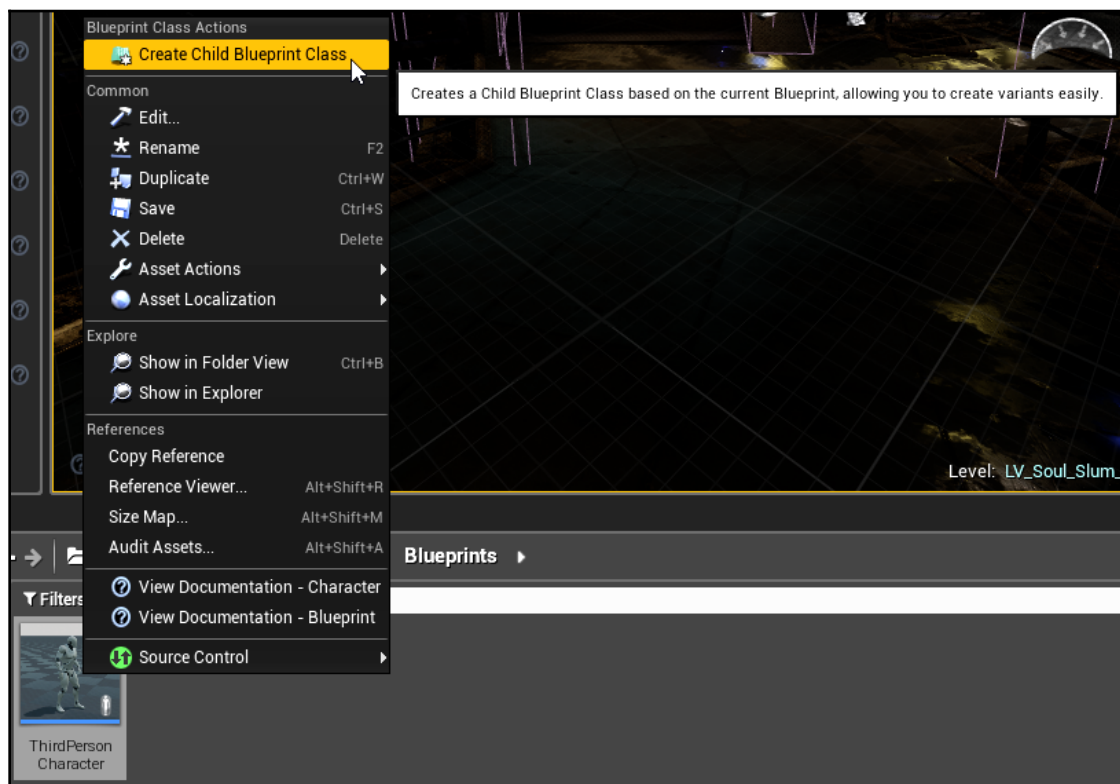 Blueprint Class Actions
Create Child Blueprint Class
Creates a Child Blueprint Class based on the current Blueprint, allowing you to create variants easily.
Common
Edit...
Rename F2
Duplicate Ctrl+W
Save Ctrl+S
Delete Delete
Asset Actions
Asset Localization
Explore
Show in Folder View Ctrl+B
Show in Explorer
References
Copy Reference
Reference Viewer... Alt+Shift+R
Size Map... Alt+Shift+M
Audit Assets... Alt+Shift+A
View Documentation - Character
View Documentation - Blueprint
Source Control
Level: LV_Soul_Slum_
Blueprints
Filters
ThirdPerson
Character